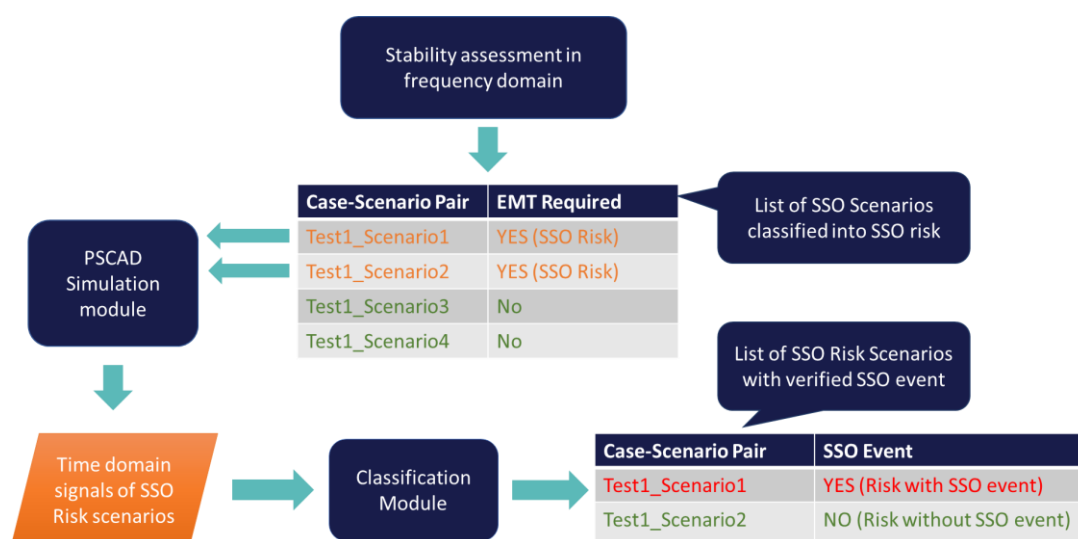 Stability assessment in
frequency domain
Case-Scenario Pair EMT Required
Test1_Scenario1 YES (SSO Risk)
Test1_Scenario2 YES (SSO Risk)
Test1_Scenario3 No
Test1_Scenario4 No
List of SSO Scenarios
classified into SSO risk
PSCAD
Simulation
module
List of SSO Risk Scenarios
with verified SSO event
Time domain
signals of SSO
Risk scenarios
Classification
Module
Case-Scenario Pair SSO Event
Test1_Scenario1 YES (Risk with SSO event)
Test1_Scenario2 NO (Risk without SSO event)